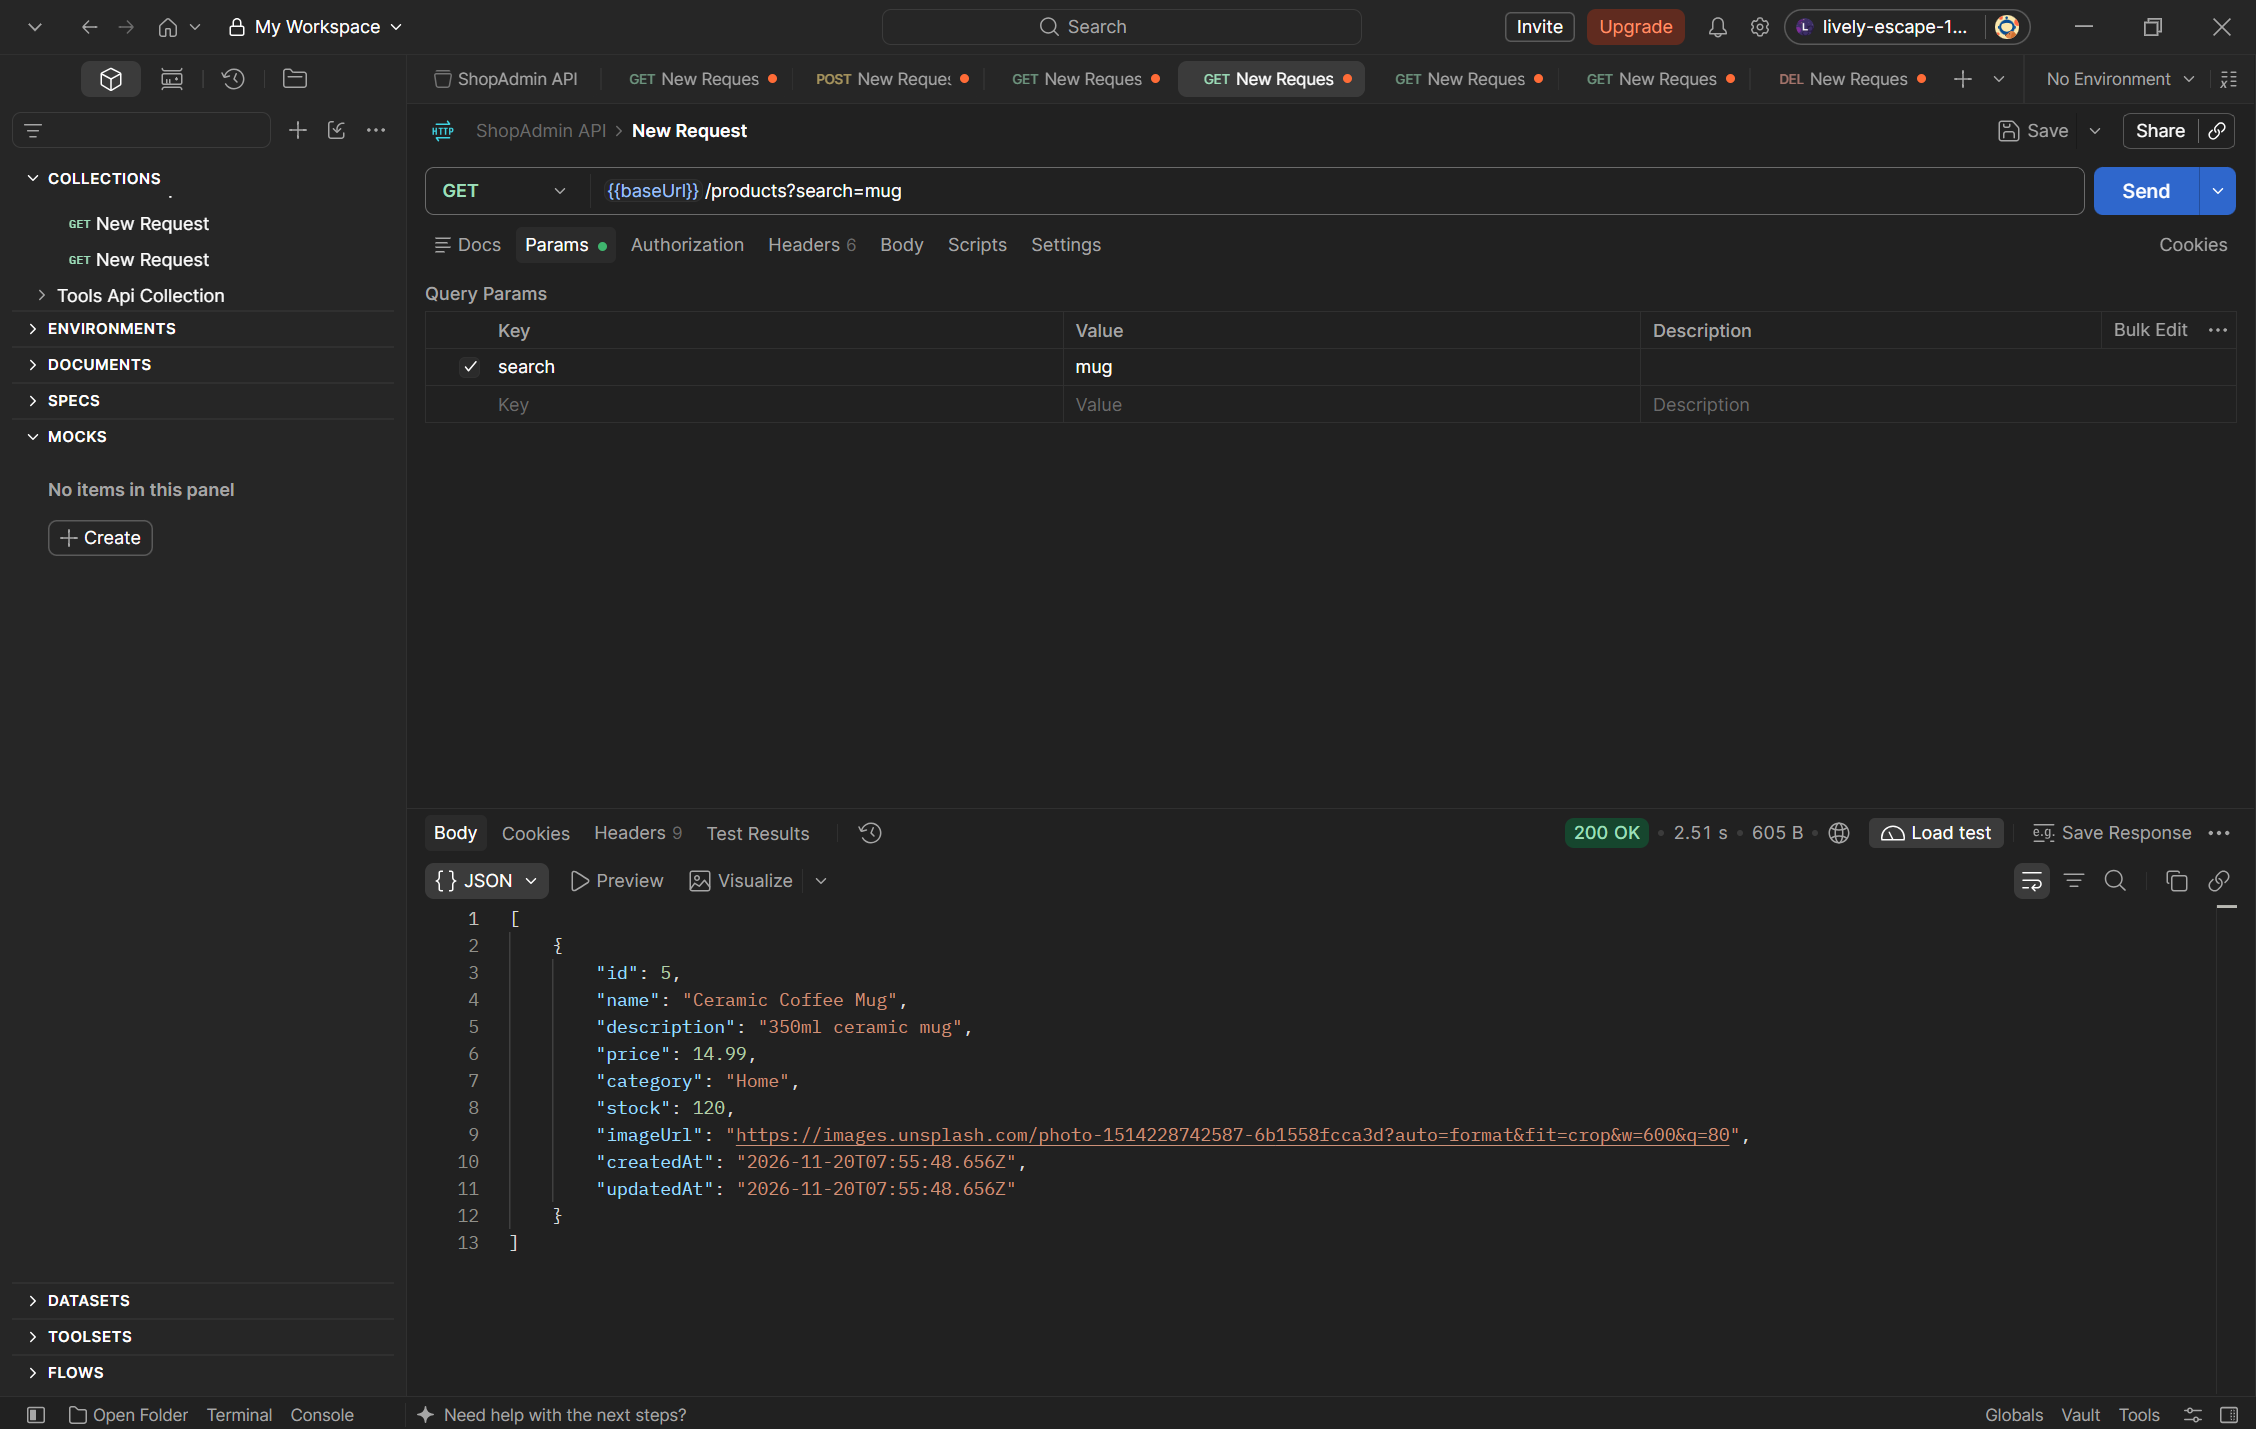 My Workspace
Search
Invite
Upgrade
L
lively-escape-1...
ShopAdmin API
GET New Reques
POST New Reques
GET New Reques
GET New Reques
GET New Reques
GET New Reques
DEL New Reques
No Environment
HTTP
ShopAdmin API > New Request
Save
Share
COLLECTIONS
GET New Request
GET New Request
Tools Api Collection
ENVIRONMENTS
DOCUMENTS
SPECS
MOCKS
No items in this panel
Create
DATASETS
TOOLSETS
FLOWS
GET
{{baseUrl}} /products?search=mug
Send
Docs
Params
Authorization
Headers 6
Body
Scripts
Settings
Cookies
Query Params
Key
Value
Description
Bulk Edit
search
mug
Key
Value
Description
Body
Cookies
Headers 9
Test Results
200 OK
2.51 s
605 B
Load test
e.g. Save Response
{} JSON
Preview
Visualize
1 [
2 {
3 "id": 5,
4 "name": "Ceramic Coffee Mug",
5 "description": "350ml ceramic mug",
6 "price": 14.99,
7 "category": "Home",
8 "stock": 120,
9 "imageUrl": "https://images.unsplash.com/photo-1514228742587-6b1558fcca3d?auto=format&fit=crop&w=600&q=80",
10 "createdAt": "2026-11-20T07:55:48.656Z",
11 "updatedAt": "2026-11-20T07:55:48.656Z"
12 }
13 ]
Open Folder
Terminal
Console
Need help with the next steps?
Globals
Vault
Tools